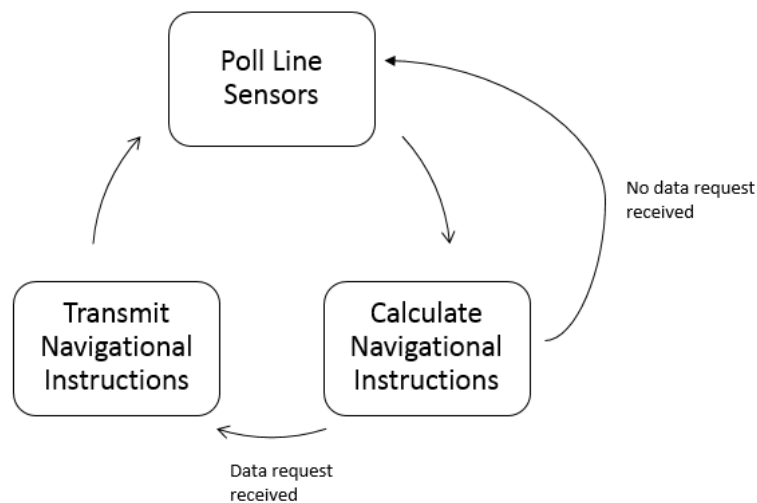 Poll Line
Sensors
No data request
received
Transmit
Navigational
Instructions
Calculate
Navigational
Instructions
Data request
received